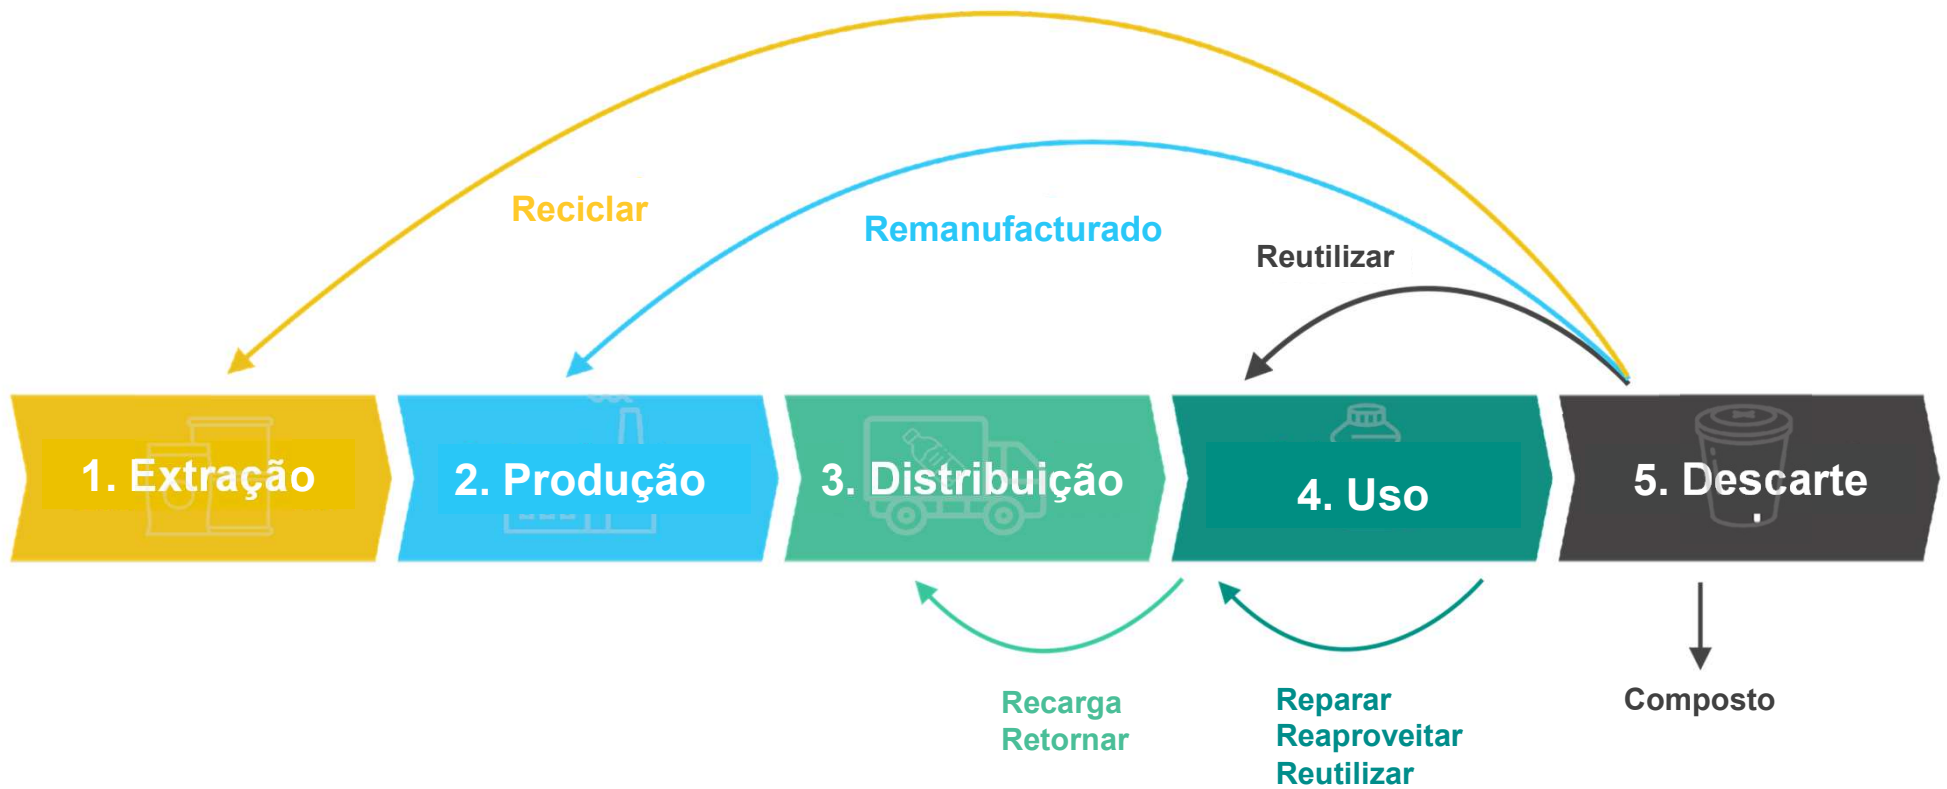 Reciclar
Remanufacturado
Reutilizar
1. Extração
2. Produção
3. Distribuição
4. Uso
5. Descarte
Recarga
Retornar
Reparar
Reaproveitar
Reutilizar
Composto